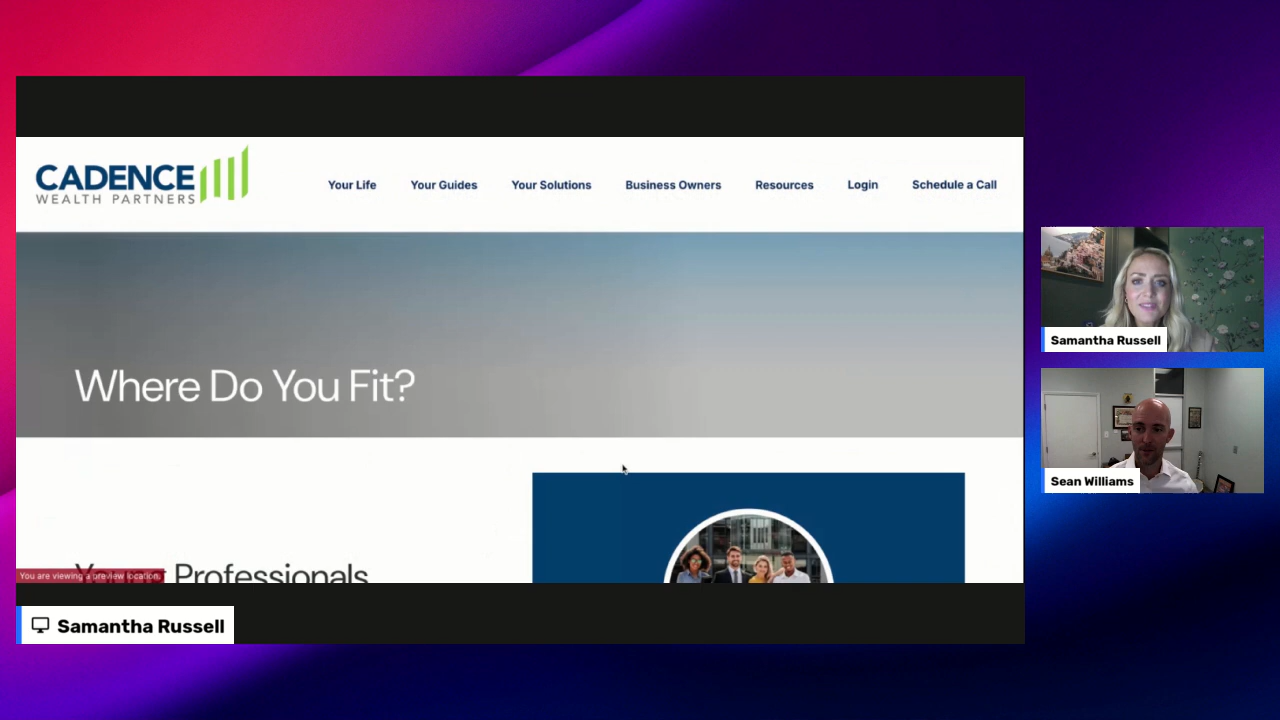 CADENCE
WEALTH PARTNERS
Your Life
Your Guides
Your Solutions
Business Owners
Resources
Login
Schedule a Call
Where Do You Fit?
Young Professionals
You are viewing a preview location.
Samantha Russell
Samantha Russell
Sean Williams